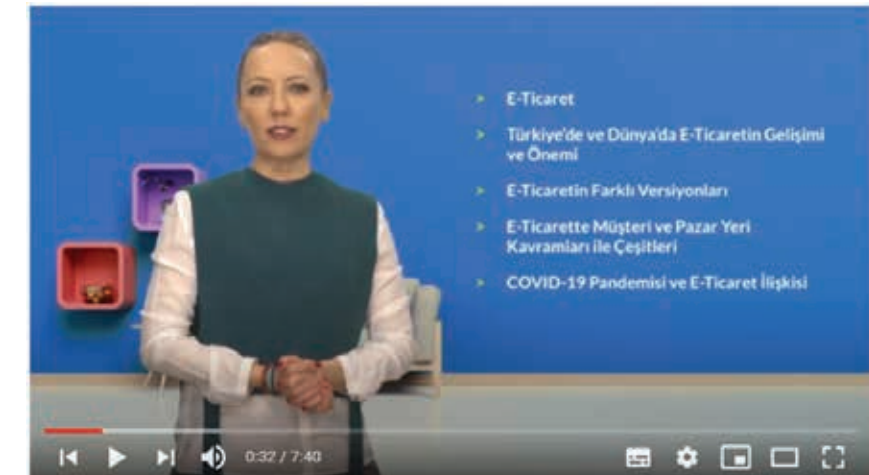 E-Ticaret
Türkiye'de ve Dünya'da E-Ticaretin Gelişimi
ve Önemi
E-Ticaretin Farklı Versiyonları
E-Ticarette Müşteri ve Pazar Yeri
Kavramları ile Çeşitleri
COVID-19 Pandemisi ve E-Ticaret İlişkisi
0:32 / 7:40